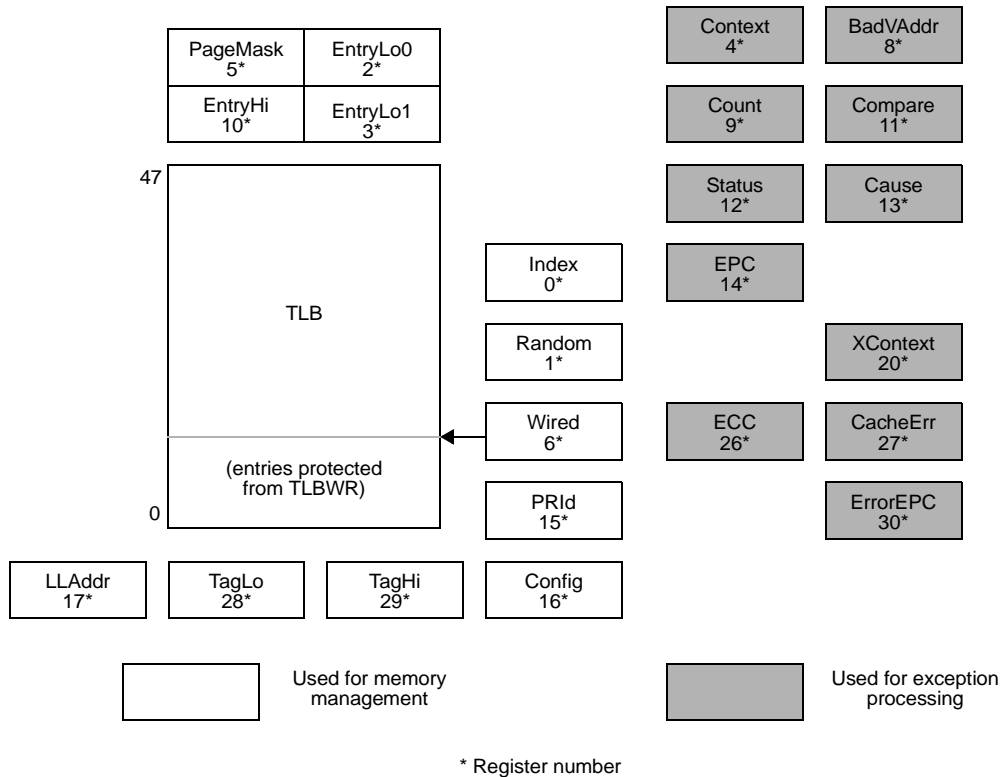 PageMask
5*
EntryLo0
2*
EntryHi
10*
EntryLo1
3*
47
TLB
(entries protected
from TLBWR)
0
Index
0*
Random
1*
Wired
6*
PRId
15*
LLAddr
17*
TagLo
28*
TagHi
29*
Config
16*
Context
4*
BadVAddr
8*
Count
9*
Compare
11*
Status
12*
Cause
13*
EPC
14*
XContext
20*
ECC
26*
CacheErr
27*
ErrorEPC
30*
Used for memory
management
Used for exception
processing
* Register number